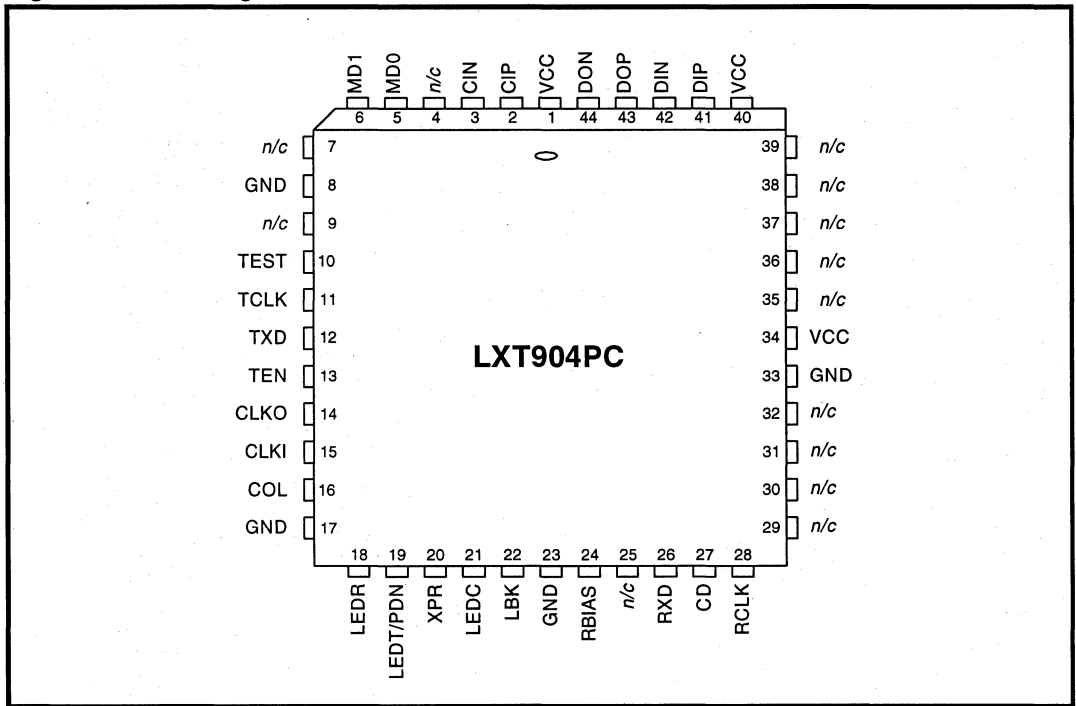 MD1 MD0 n/c CIN CIP VCC DON DOP DIN DIP VCC
6 5 4 3 2 1 44 43 42 41 40
n/c 7 39 n/c
GND 8 38 n/c
n/c 9 37 n/c
TEST 10 36 n/c
TCLK 11 35 n/c
TXD 12 34 VCC
LXT904PC
TEN 13 33 GND
CLKO 14 32 n/c
CLKI 15 31 n/c
COL 16 30 n/c
GND 17 29 n/c
18 19 20 21 22 23 24 25 26 27 28
LEDR LEDT/PDN XPR LEDC LBK GND RBIAS n/c RXD CD RCLK